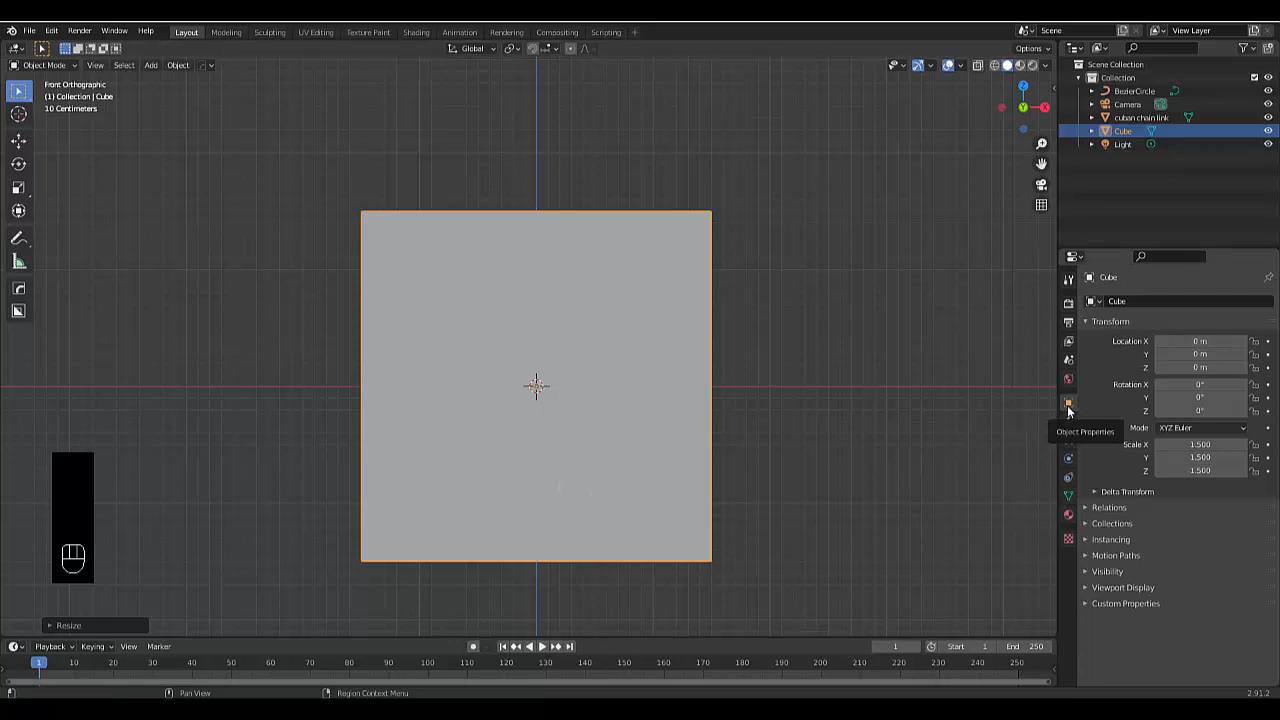 File Edit Render Window Help Layout Modeling Sculpting UV Editing Texture Paint Shading Animation Rendering Compositing Scripting + Scene View Layer
Global Options
Object Mode View Select Add Object
Front Orthographic
(1) Collection | Cube
10 Centimeters
Z
Y
X
Scene Collection
Collection
BezierCircle
Camera
cuban chain link
Cube
Light
Cube
Cube
Transform
Location X 0 m
Y 0 m
Z 0 m
Rotation X 0°
Y 0°
Z 0°
Mode XYZ Euler
Object Properties
Scale X 1.500
Y 1.500
Z 1.500
Delta Transform
Relations
Collections
Instancing
Motion Paths
Visibility
Viewport Display
Custom Properties
Resize
Playback Keying View Marker 1 Start 1 End 250
1 10 20 30 40 50 60 70 80 90 100 110 120 130 140 150 160 170 180 190 200 210 220 230 240 250
Pan View Region Context Menu 2.91.2